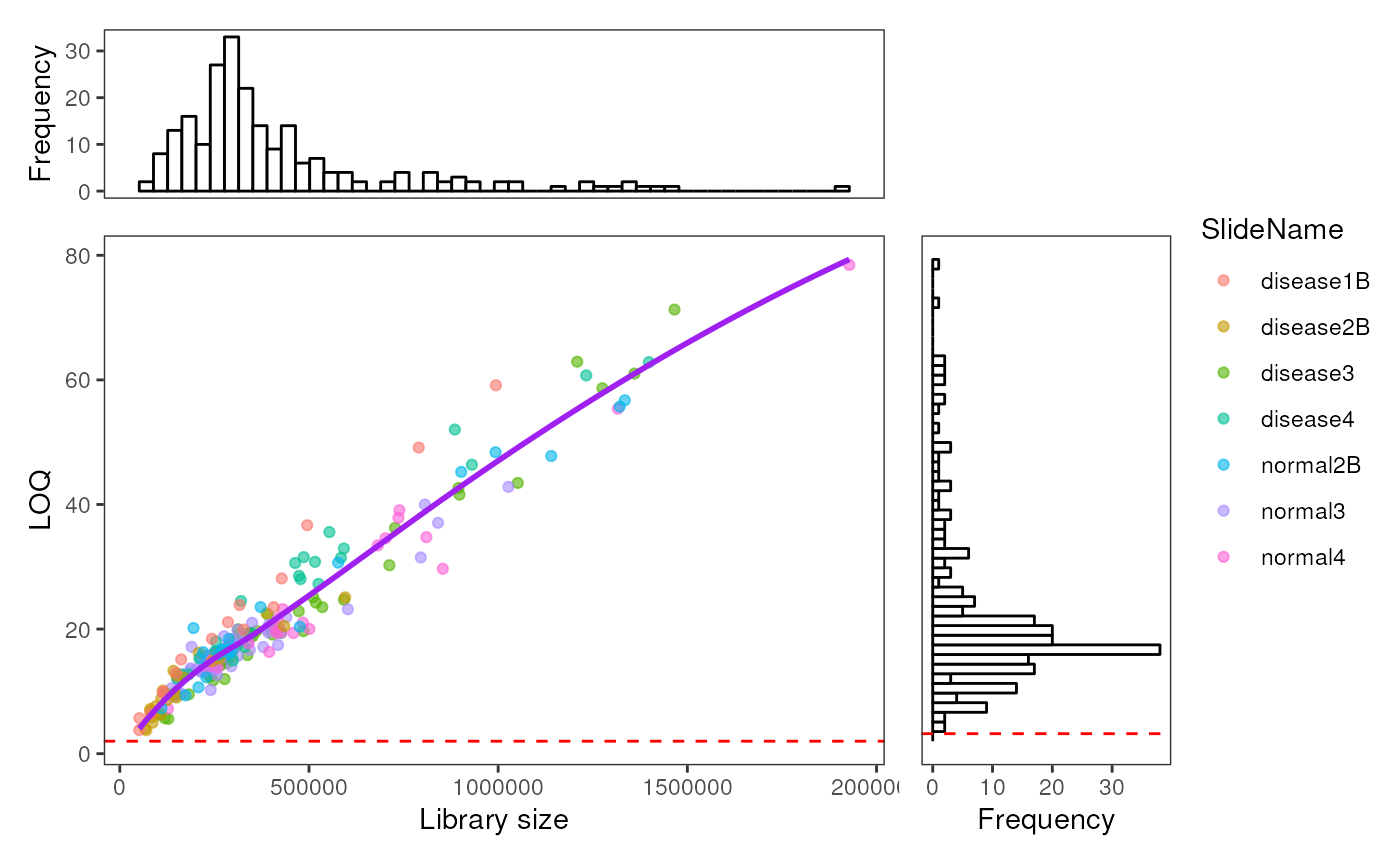 Frequency
30
20
10
0
LOQ
80
60
40
20
0
0 500000 1000000 1500000 200000
Library size
0 10 20 30
Frequency
SlideName
disease1B
disease2B
disease3
disease4
normal2B
normal3
normal4